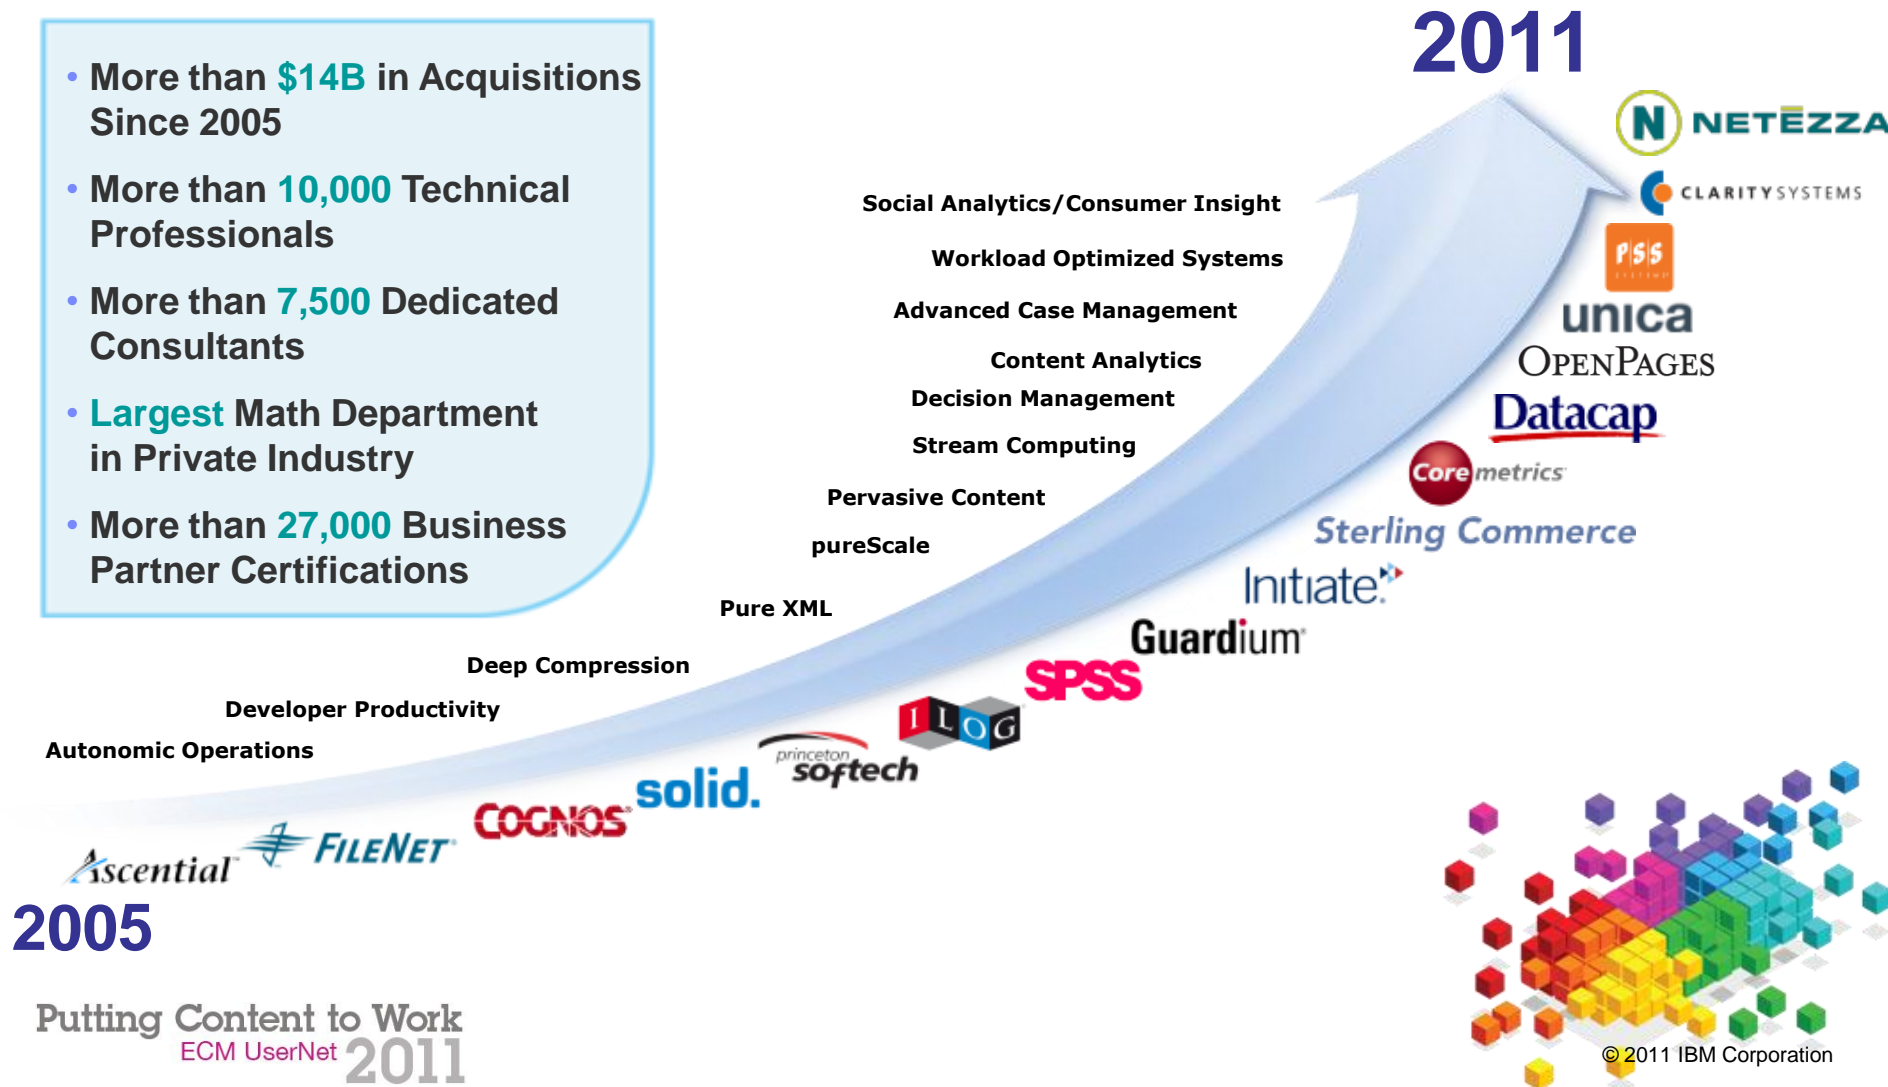 2011
• More than $14B in Acquisitions
Since 2005
• More than 10,000 Technical
Professionals
• More than 7,500 Dedicated
Consultants
• Largest Math Department
in Private Industry
• More than 27,000 Business
Partner Certifications
Social Analytics/Consumer Insight
Workload Optimized Systems
Advanced Case Management
Content Analytics
Decision Management
Stream Computing
Pervasive Content
pureScale
Pure XML
Deep Compression
Developer Productivity
Autonomic Operations
N NETĒZZA
CLARITY SYSTEMS
P|S|S
SYSTEMS
unica
OPENPAGES
Datacap
Coremetrics
Sterling Commerce
Initiate
Guardium
SPSS
ILOG
princeton
softech
solid.
COGNOS
FILENET
Ascential™
2005
Putting Content to Work
ECM UserNet 2011
© 2011 IBM Corporation